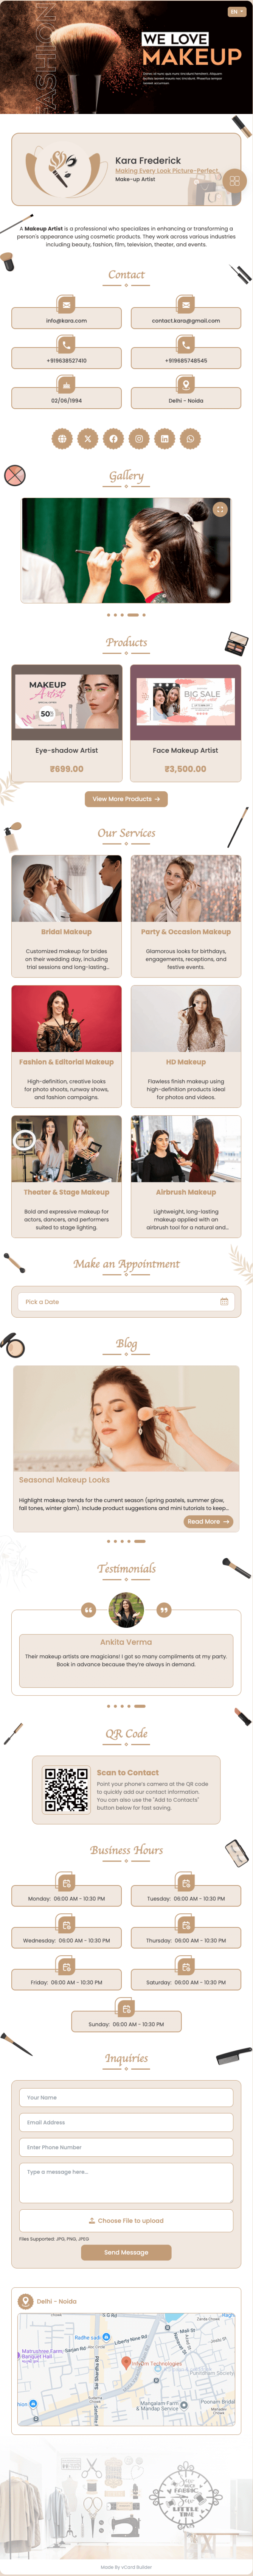 EN
FASHION
WE LOVE
MAKEUP
Kara Frederick
Making Every Look Picture-Perfect
Make-up Artist
A Makeup Artist is a professional who specializes in enhancing or transforming a
person's appearance using cosmetic products. They work across various industries
including beauty, fashion, film, television, theater, and events.
Contact
info@kara.com
contact.kara@gmail.com
+919638527410
+919685748545
02/06/1994
Delhi - Noida
Gallery
Products
MAKEUP
Artist
BIG SALE
Eye-shadow Artist
Face Makeup Artist
₹699.00
₹3,500.00
View More Products →
Our Services
Bridal Makeup
Party & Occasion Makeup
Customized makeup for brides
on their wedding day, including
trial sessions and long-lasting...
Glamorous looks for birthdays,
engagements, receptions, and
festive events.
Fashion & Editorial Makeup
HD Makeup
High-definition, creative looks
for photo shoots, runway shows,
and fashion campaigns.
Flawless finish makeup using
high-definition products ideal
for photos and videos.
Theater & Stage Makeup
Airbrush Makeup
Bold and expressive makeup for
actors, dancers, and performers
suited to stage lighting.
Lightweight, long-lasting
makeup applied with an
airbrush tool for a natural and...
Make an Appointment
Pick a Date
Blog
Seasonal Makeup Looks
Highlight makeup trends for the current season (spring pastels, summer glow,
fall tones, winter glam). Include product suggestions and mini tutorials to keep...
Read More →
Testimonials
Ankita Verma
Their makeup artists are magicians! I got so many compliments at my party.
Book in advance because they're always in demand.
QR Code
Scan to Contact
Point your phone's camera at the QR code
to quickly add our contact information.
You can also use the "Add to Contacts"
button below for fast saving.
Business Hours
Monday: 06:00 AM - 10:30 PM
Tuesday: 06:00 AM - 10:30 PM
Wednesday: 06:00 AM - 10:30 PM
Thursday: 06:00 AM - 10:30 PM
Friday: 06:00 AM - 10:30 PM
Saturday: 06:00 AM - 10:30 PM
Sunday: 06:00 AM - 10:30 PM
Inquiries
Your Name
Email Address
Enter Phone Number
Type a message here...
Choose File to upload
Files Supported: JPG, PNG, JPEG
Send Message
Delhi - Noida
Liberty Nine Rd
InfyOm Technologies
Mangalam Farm
& Mandap Service
Made By vCard Builder